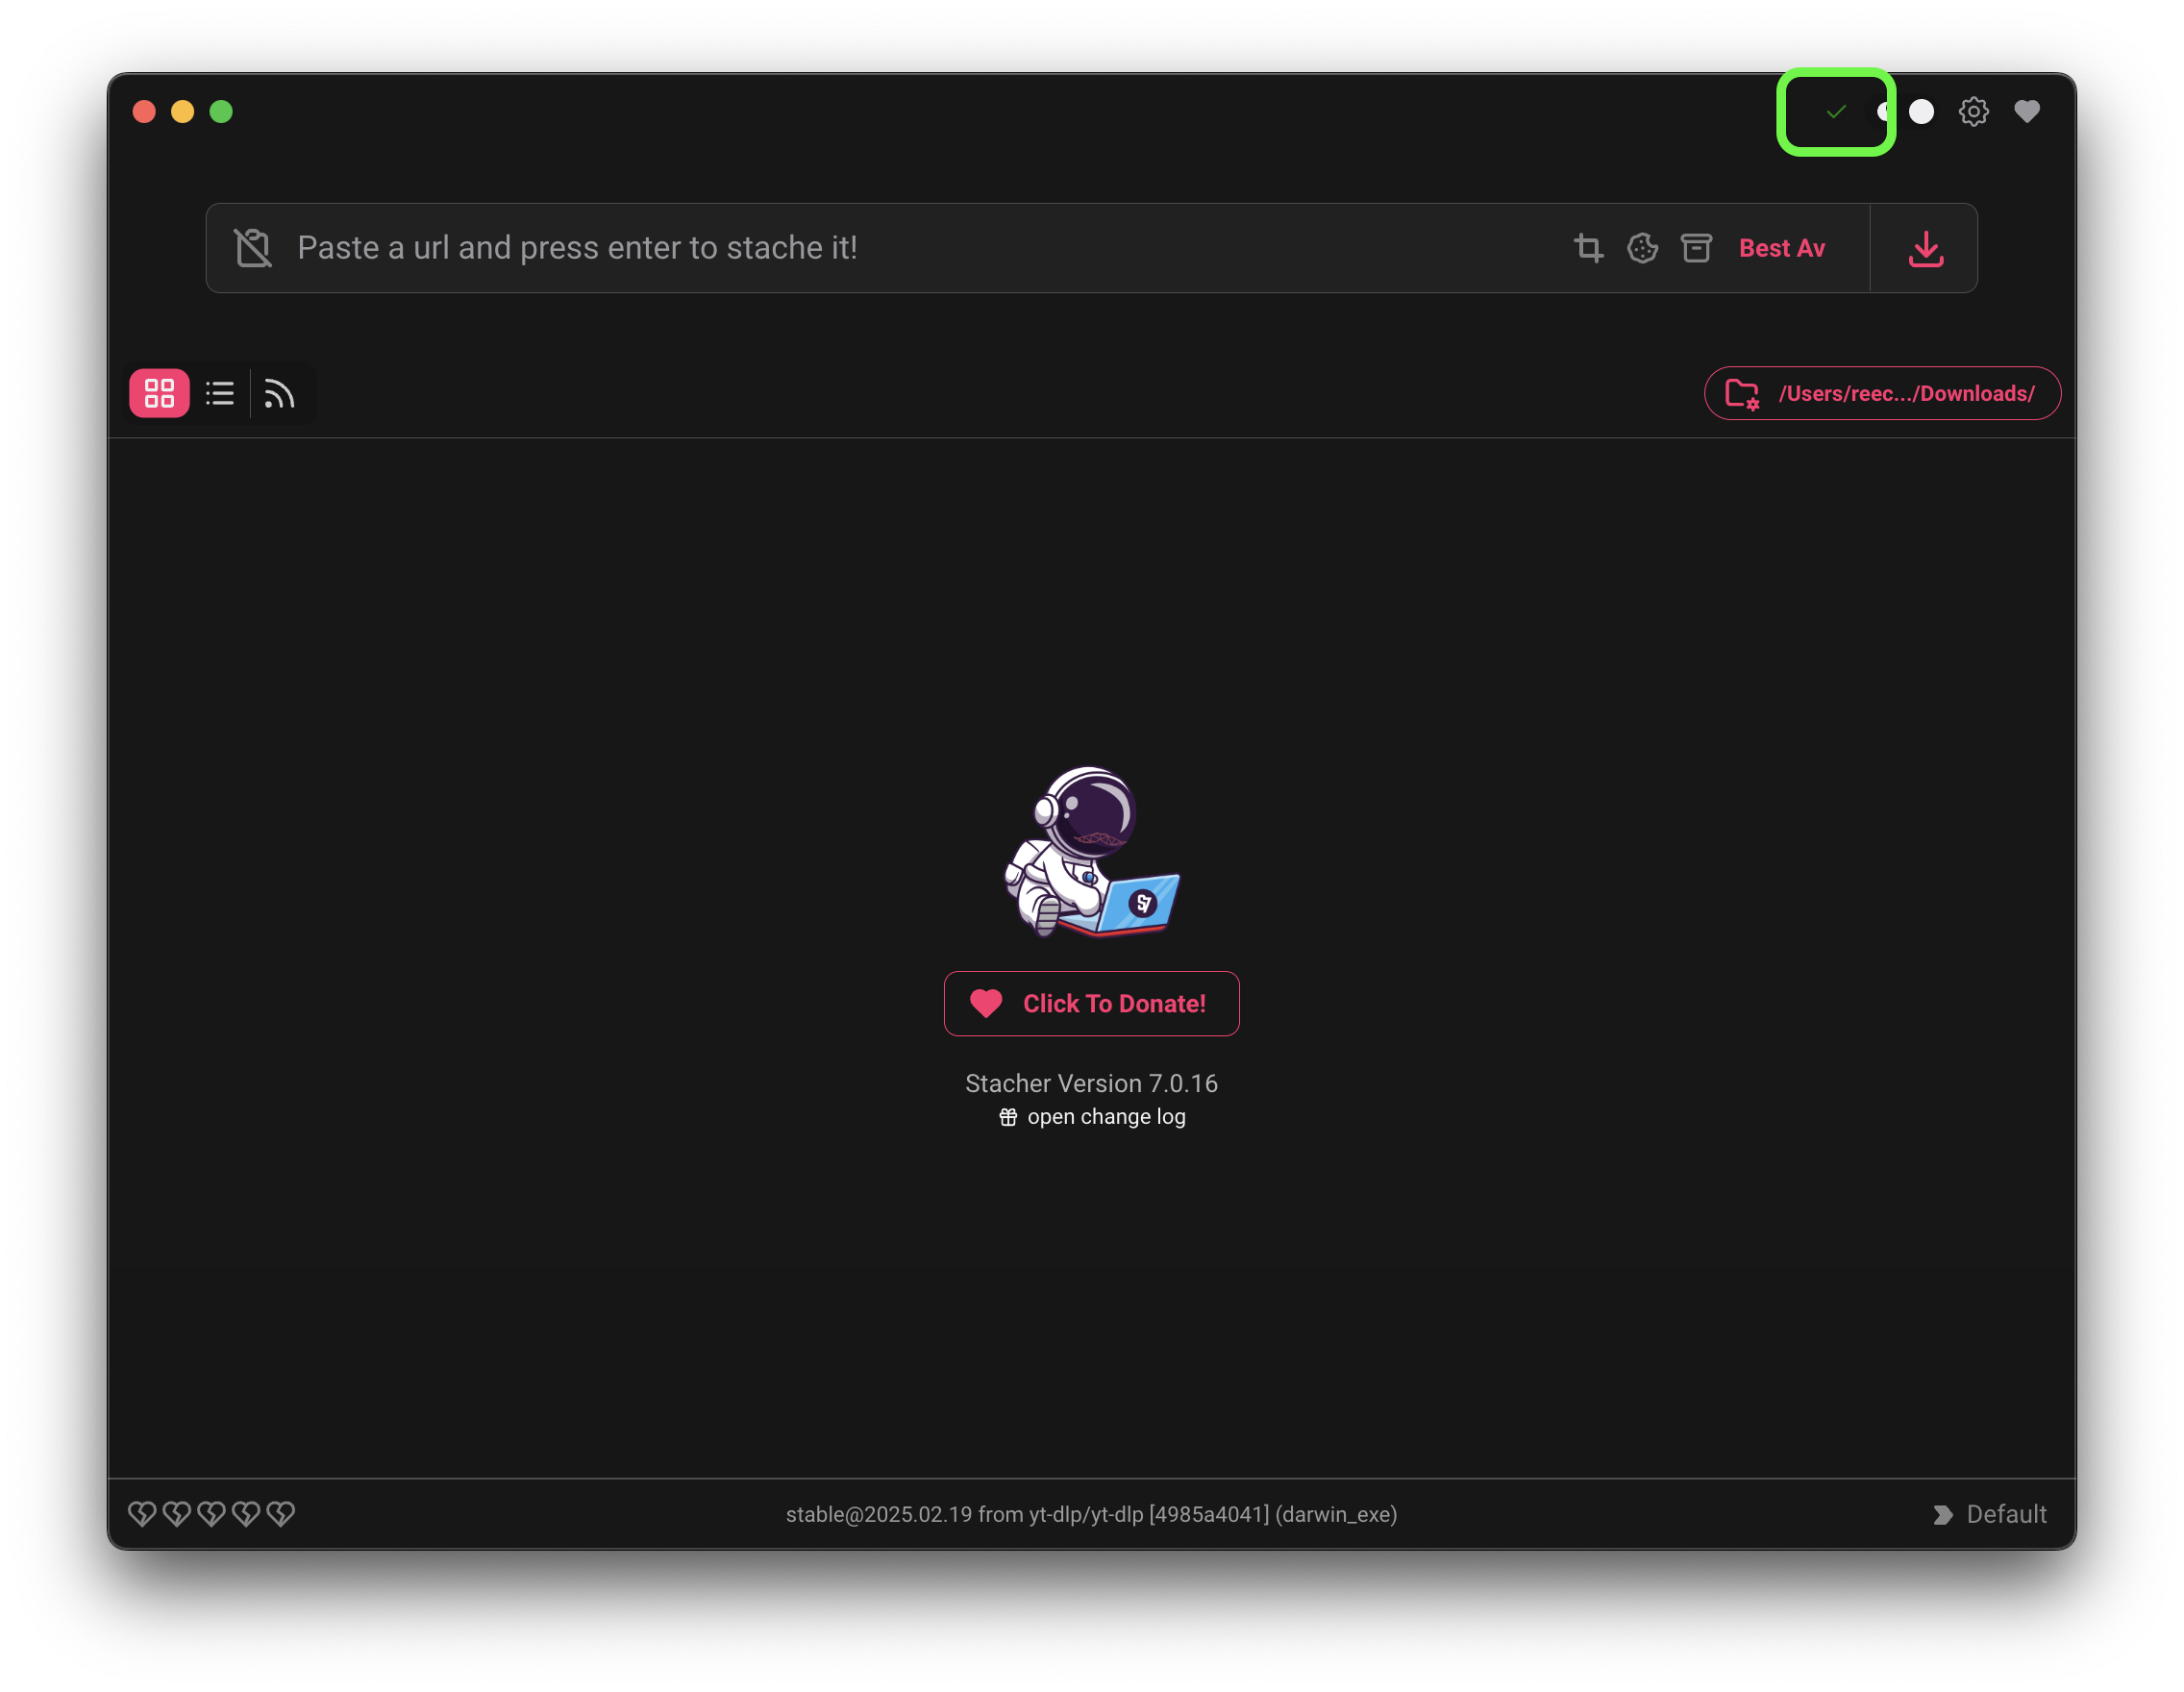 Paste a url and press enter to stache it!
Best Av
/Users/reec.../Downloads/
S7
Click To Donate!
Stacher Version 7.0.16
open change log
stable@2025.02.19 from yt-dlp/yt-dlp [4985a4041] (darwin_exe)
Default